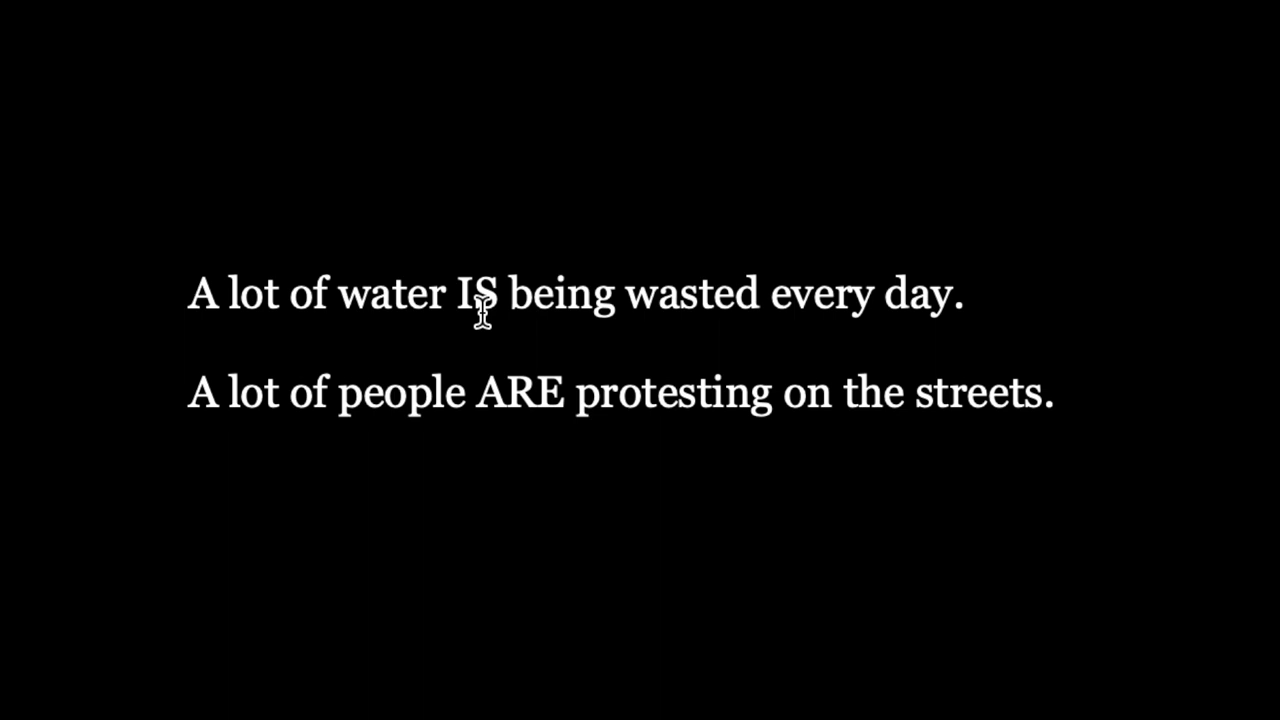 A lot of water IS being wasted every day.
A lot of people ARE protesting on the streets.